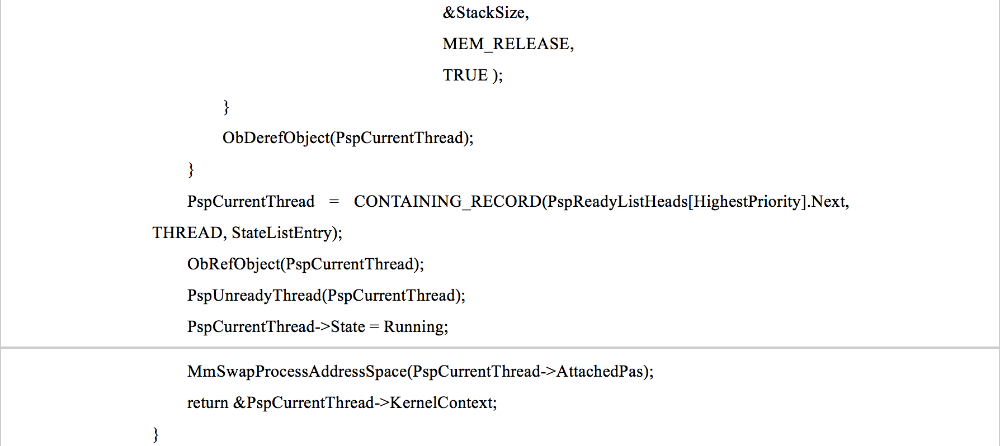 &StackSize,
MEM_RELEASE,
TRUE );
}
ObDerefObject(PspCurrentThread);
}
PspCurrentThread = CONTAINING_RECORD(PspReadyListHeads[HighestPriority].Next,
THREAD, StateListEntry);
ObRefObject(PspCurrentThread);
PspUnreadyThread(PspCurrentThread);
PspCurrentThread->State = Running;
MmSwapProcessAddressSpace(PspCurrentThread->AttachedPas);
return &PspCurrentThread->KernelContext;
}